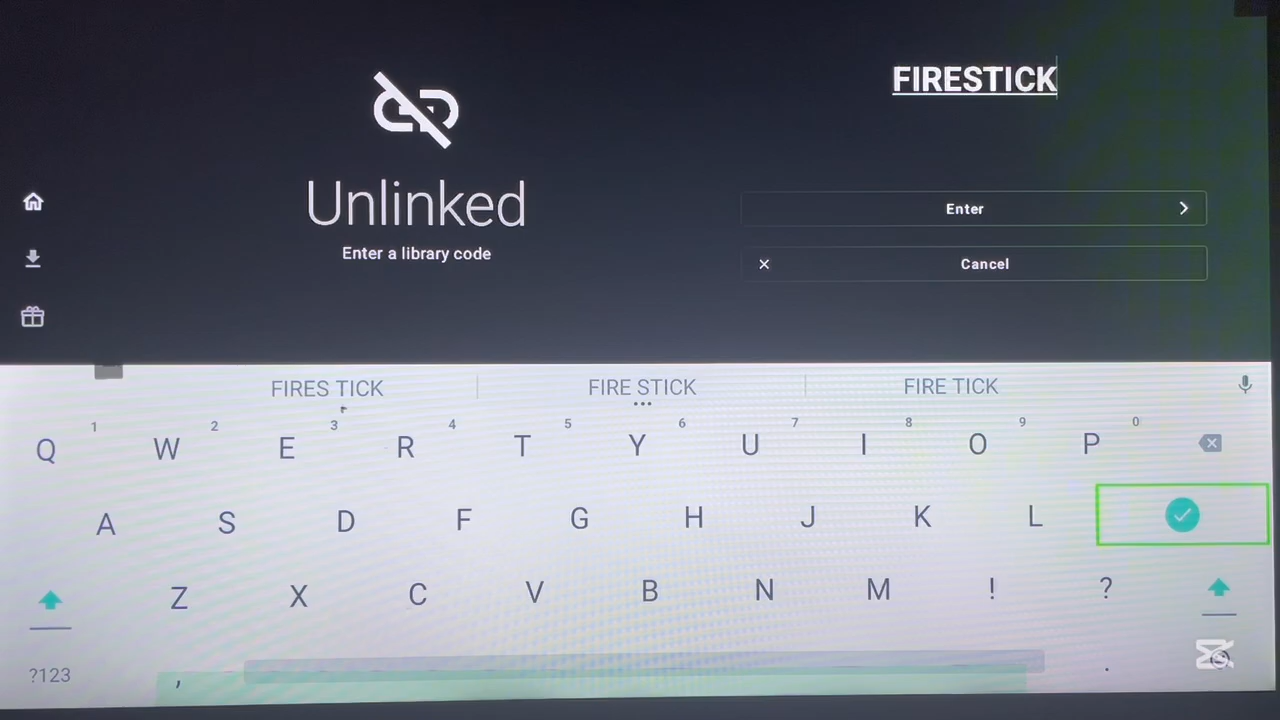 FIRESTICK
Unlinked
Enter a library code
Enter
Cancel
FIRES TICK FIRE STICK FIRE TICK
1 2 3 4 5 6 7 8 9 0
Q W E R T Y U I O P
A S D F G H J K L
Z X C V B N M ! ?
?123 , .